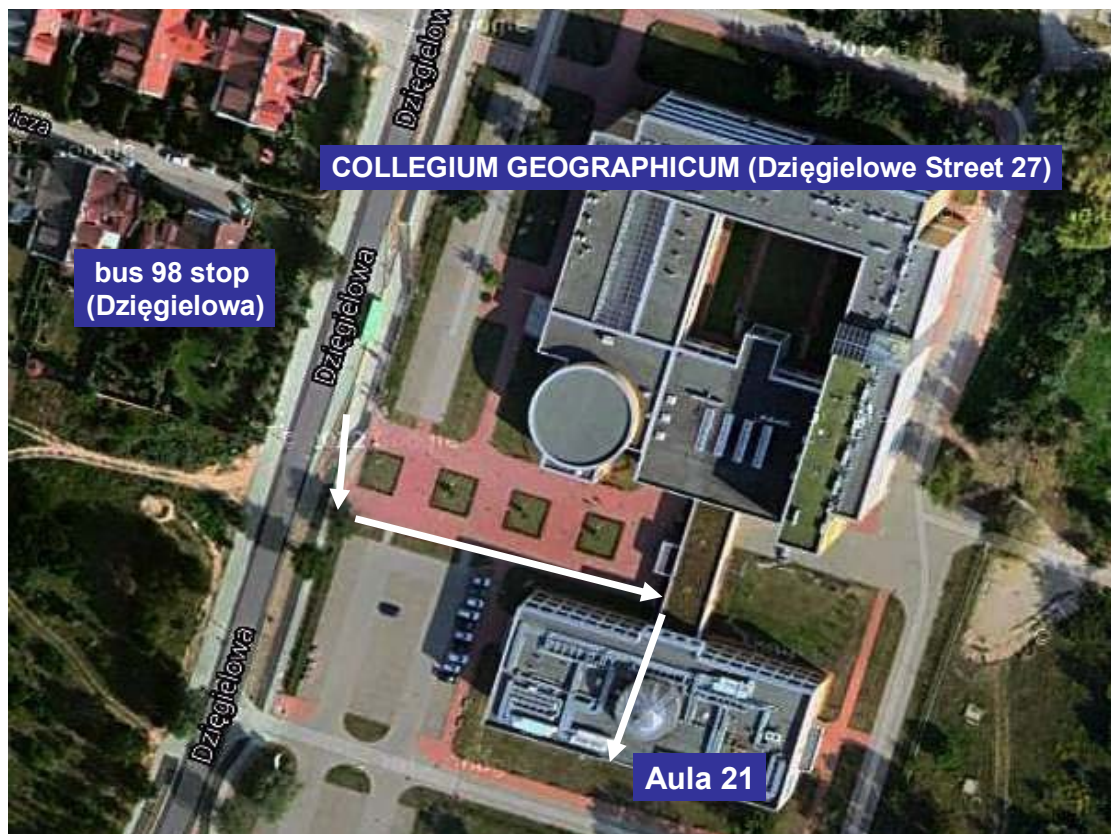 Dzięgielowa
COLLEGIUM GEOGRAPHICUM (Dzięgielowe Street 27)
bus 98 stop
(Dzięgielowa)
Dzięgielowa
Dzięgielowa
Aula 21